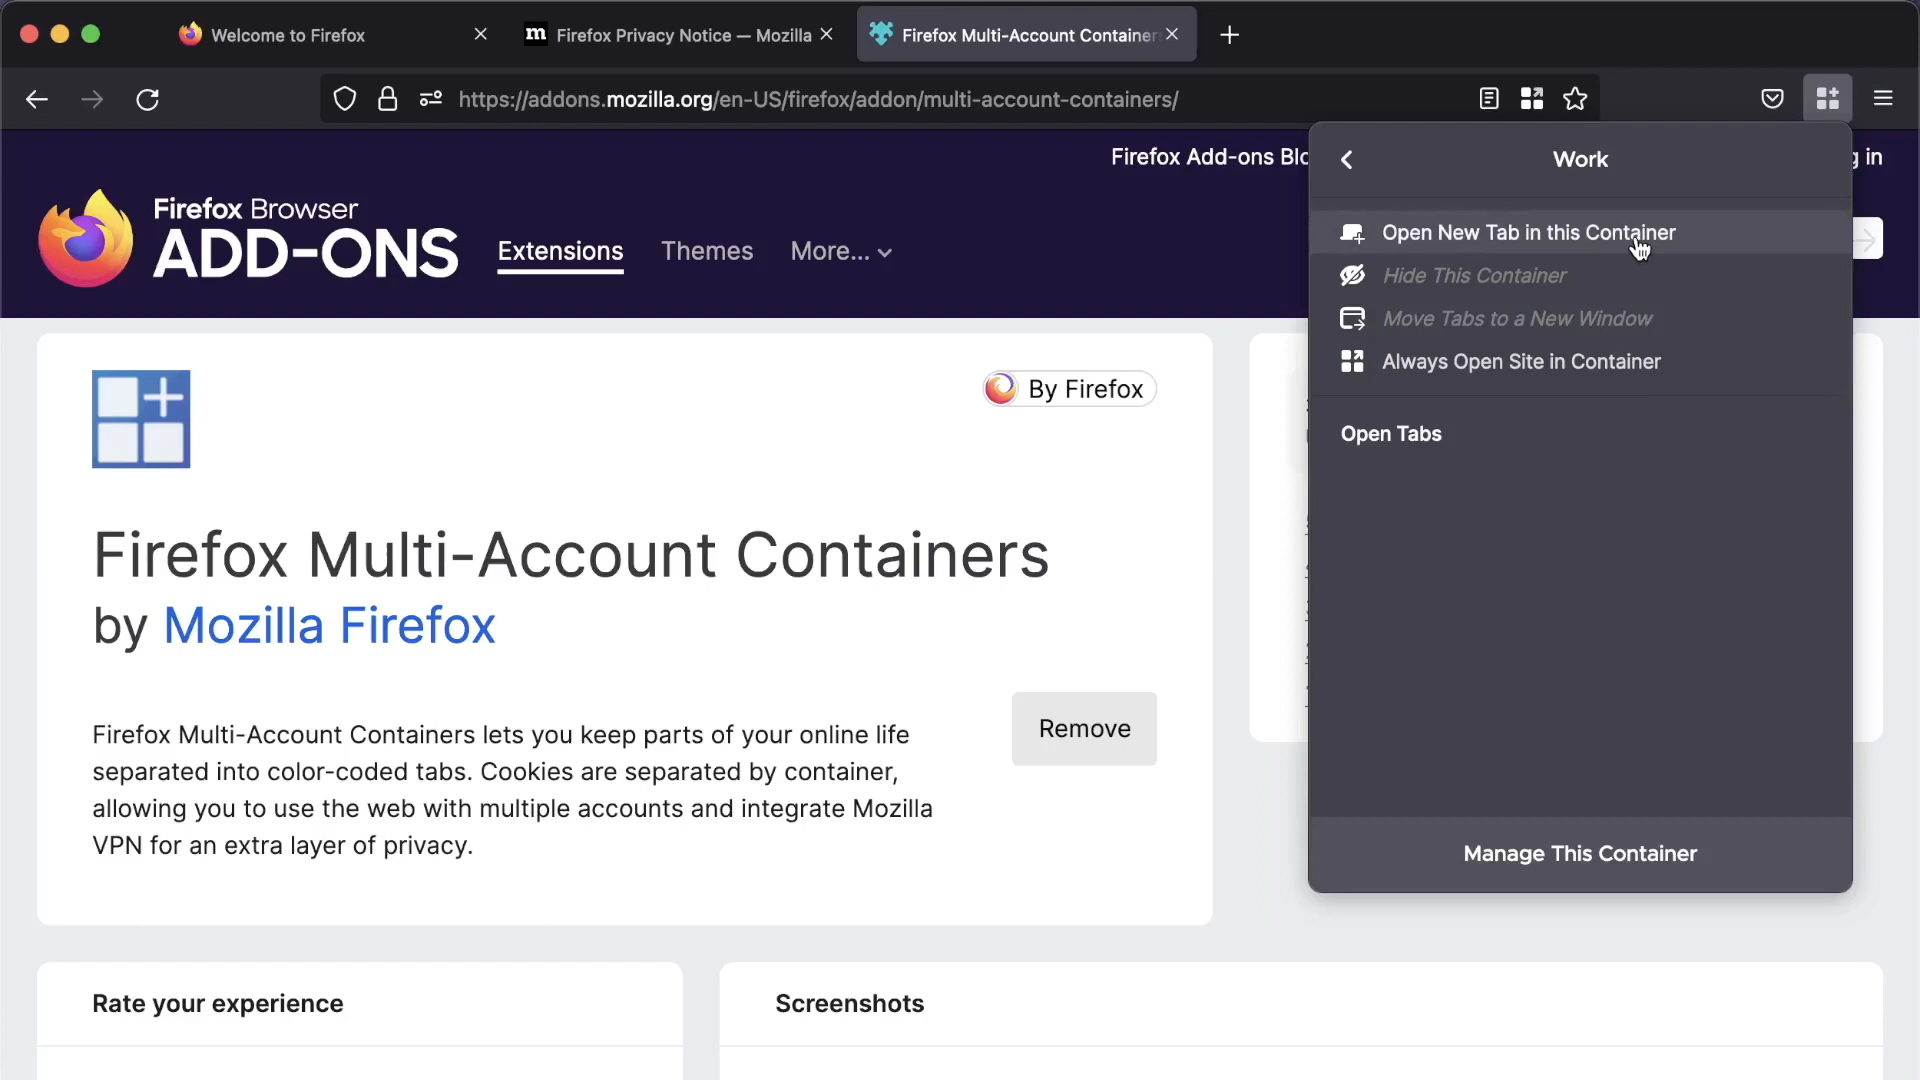 Welcome to Firefox
m Firefox Privacy Notice — Mozilla
Firefox Multi-Account Container
https://addons.mozilla.org/en-US/firefox/addon/multi-account-containers/
Firefox Add-ons Blo
g in
Firefox Browser
ADD-ONS
Extensions
Themes
More...
Work
Open New Tab in this Container
Hide This Container
Move Tabs to a New Window
Always Open Site in Container
Open Tabs
Manage This Container
By Firefox
Firefox Multi-Account Containers
by Mozilla Firefox
Firefox Multi-Account Containers lets you keep parts of your online life
separated into color-coded tabs. Cookies are separated by container,
allowing you to use the web with multiple accounts and integrate Mozilla
VPN for an extra layer of privacy.
Remove
Rate your experience
Screenshots